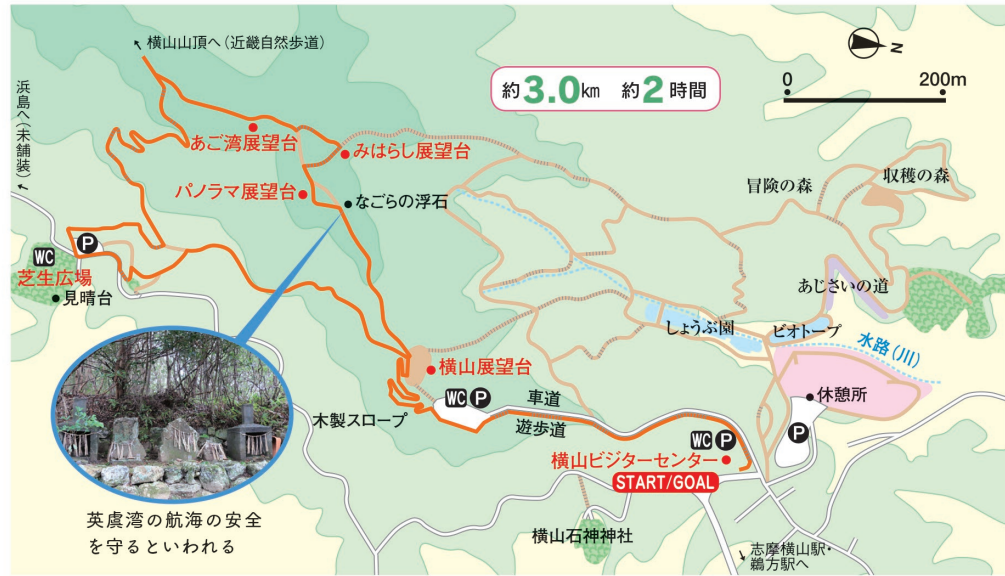 ↖横山山頂へ(近畿自然歩道)
浜島へ(未舗装)↙
約3.0km 約2時間
N
0 200m
あご湾展望台
みはらし展望台
パノラマ展望台
なごらの浮石
冒険の森
収穫の森
WC P
芝生広場
見晴台
あじさいの道
しょうぶ園
ビオトープ
水路(川)
横山展望台
休憩所
WC P
車道
木製スロープ
遊歩道
P
WC P
横山ビジターセンター
START/GOAL
横山石神神社
英虞湾の航海の安全
を守るといわれる
↘志摩横山駅・
鵜方駅へ